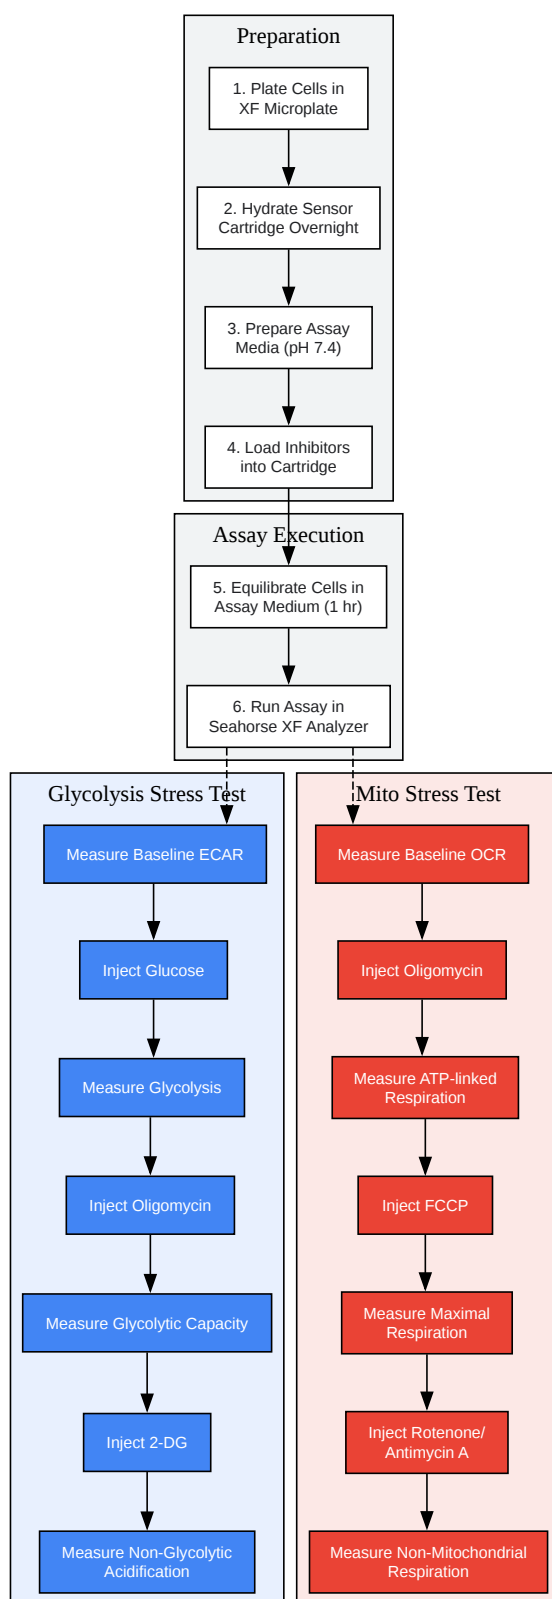 Preparation
1. Plate Cells in
XF Microplate
2. Hydrate Sensor
Cartridge Overnight
3. Prepare Assay
Media (pH 7.4)
4. Load Inhibitors
into Cartridge
Assay Execution
5. Equilibrate Cells in
Assay Medium (1 hr)
6. Run Assay in
Seahorse XF Analyzer
Glycolysis Stress Test
Measure Baseline ECAR
Inject Glucose
Measure Glycolysis
Inject Oligomycin
Measure Glycolytic Capacity
Inject 2-DG
Measure Non-Glycolytic
Acidification
Mito Stress Test
Measure Baseline OCR
Inject Oligomycin
Measure ATP-linked
Respiration
Inject FCCP
Measure Maximal
Respiration
Inject Rotenone/
Antimycin A
Measure Non-Mitochondrial
Respiration